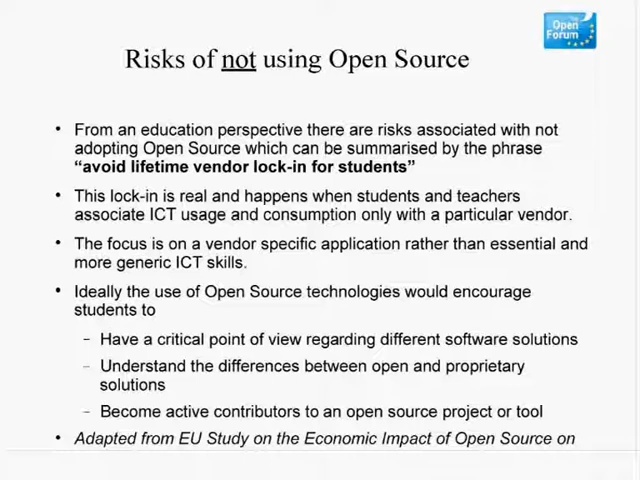 Open
Forum
Risks of not using Open Source
• From an education perspective there are risks associated with not
adopting Open Source which can be summarised by the phrase
“avoid lifetime vendor lock-in for students”
• This lock-in is real and happens when students and teachers
associate ICT usage and consumption only with a particular vendor.
• The focus is on a vendor specific application rather than essential and
more generic ICT skills.
• Ideally the use of Open Source technologies would encourage
students to
– Have a critical point of view regarding different software solutions
– Understand the differences between open and proprietary
solutions
– Become active contributors to an open source project or tool
• Adapted from EU Study on the Economic Impact of Open Source on